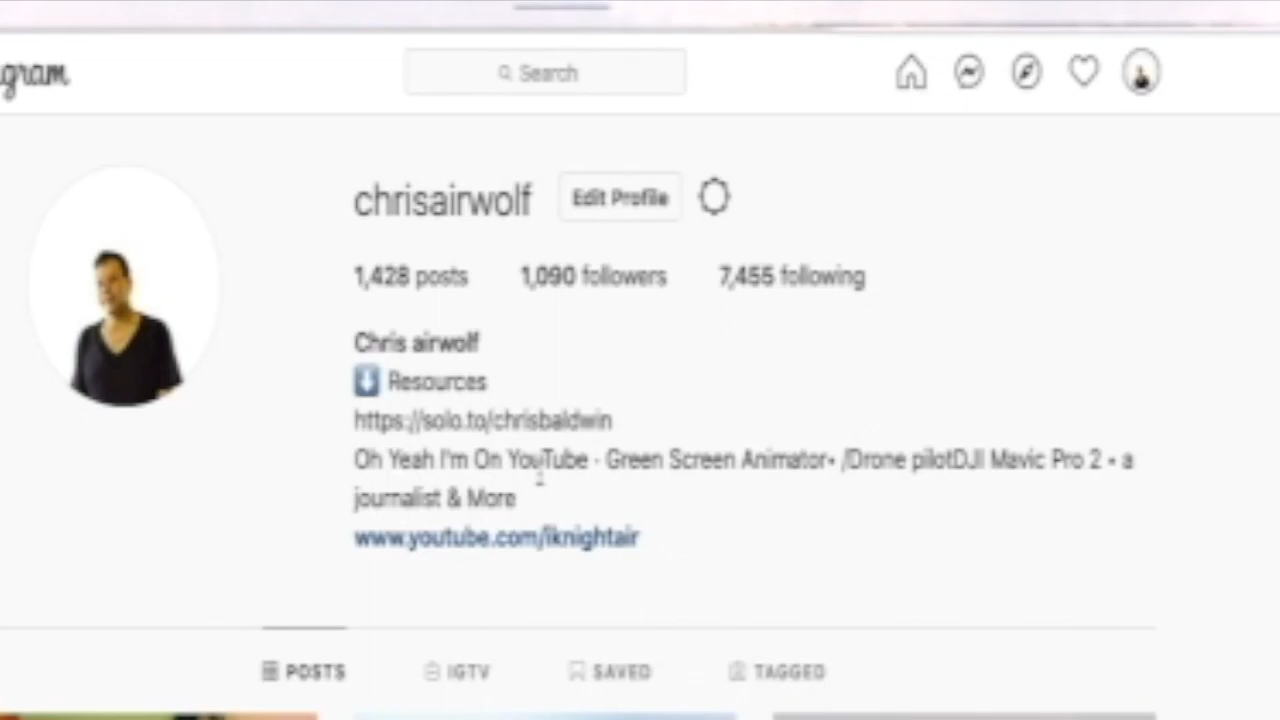 gram
Search
chrisairwolf Edit Profile
1,428 posts 1,090 followers 7,455 following
Chris airwolf
⬇️ Resources
https://solo.to/chrisbaldwin
Oh Yeah I'm On YouTube · Green Screen Animator• /Drone pilotDJI Mavic Pro 2 • a
journalist & More
www.youtube.com/iknightair
POSTS IGTV SAVED TAGGED